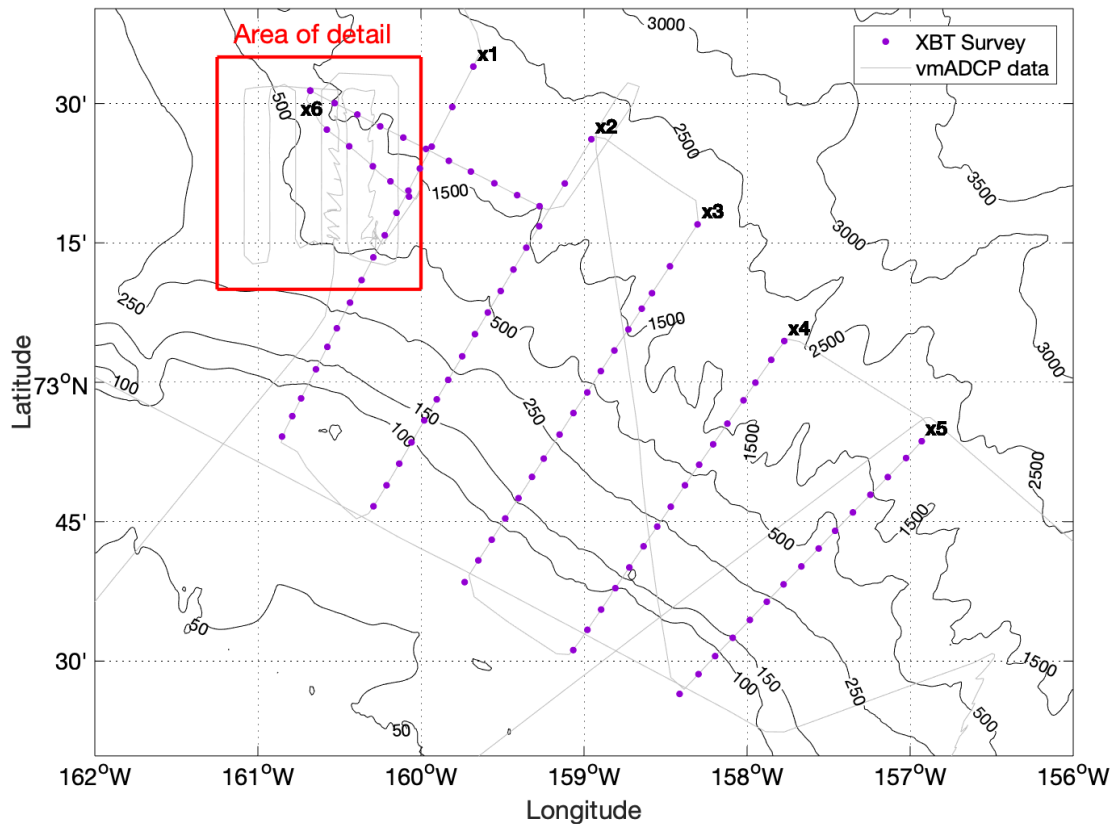 Area of detail
x1
3000
XBT Survey
vmADCP data
30'
500
x6
x2
2500
3500
1500
x3
3000
15'
250
500
1500
x4
2500
3000
Latitude
73°N
100
150
250
1500
x5
100
2500
45'
500
1500
50
30'
1500
100
150
250
500
50
162°W
161°W
160°W
159°W
158°W
157°W
156°W
Longitude